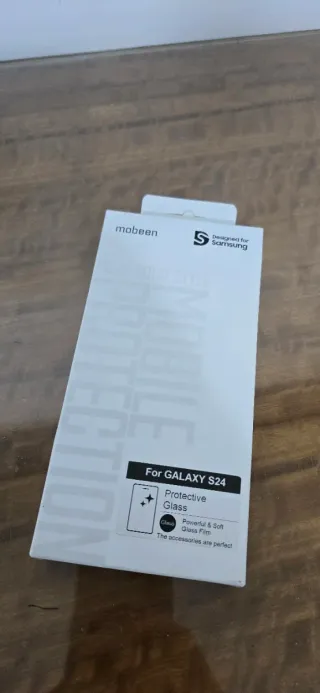 mobeen
Designed for
Samsung
MOBILE
PROTECTION
For GALAXY S24
Protective
Glass
Glass
Powerful & Soft
Glass Film
The accessories are perfect